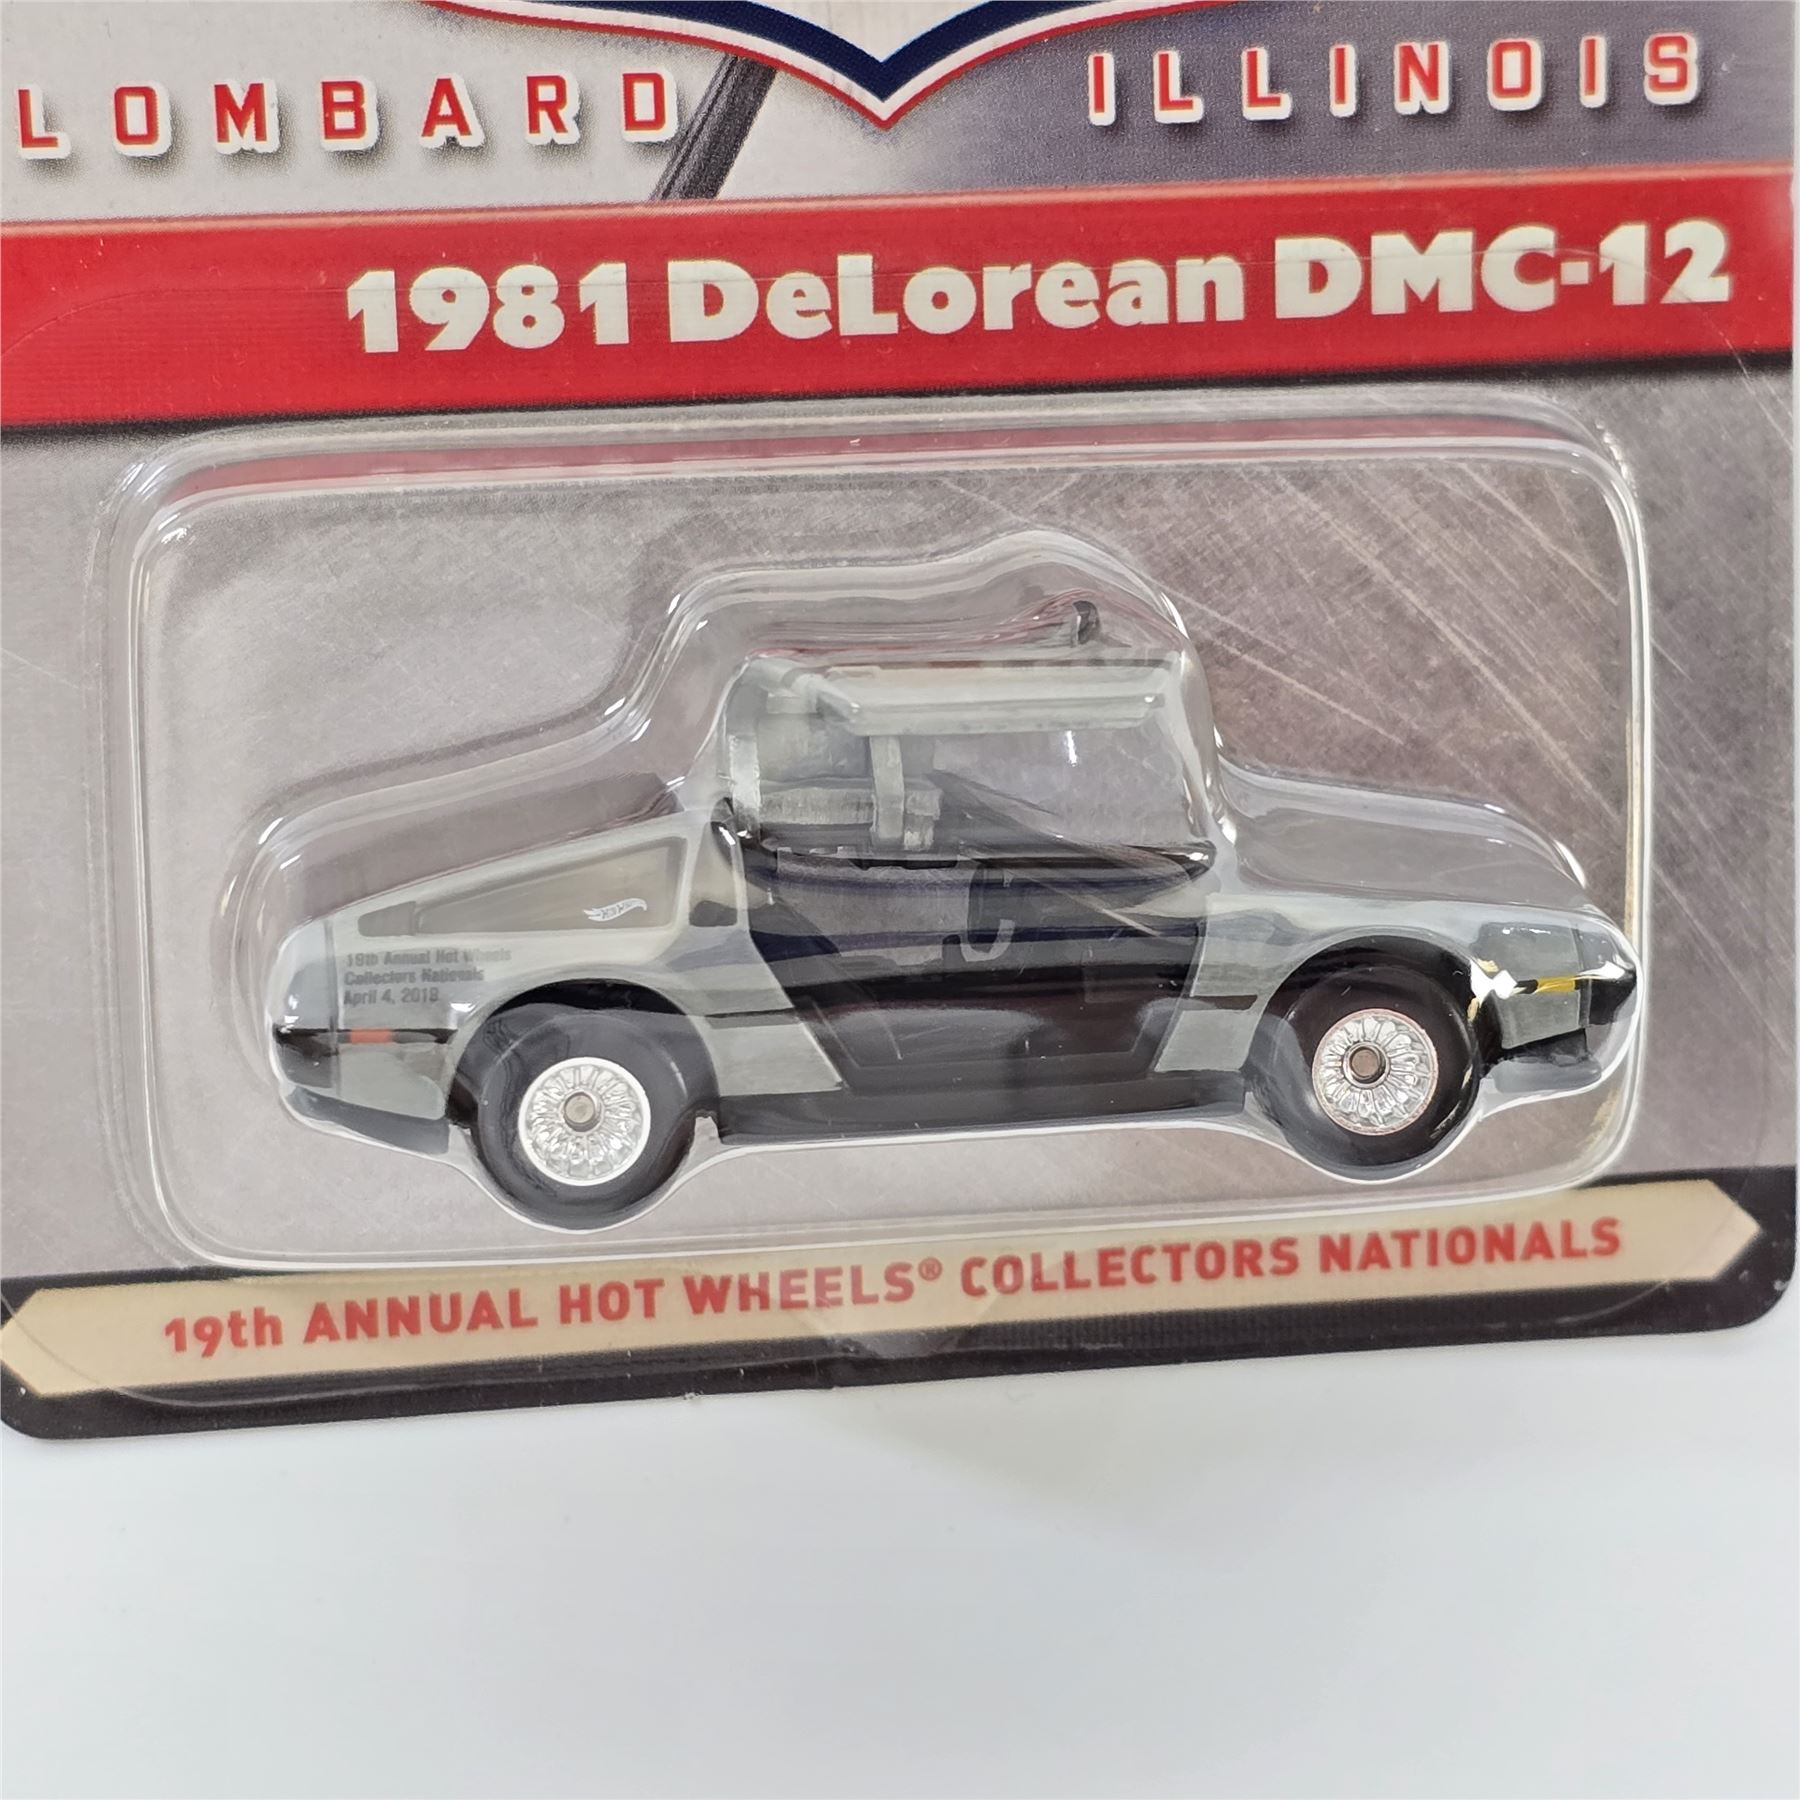 LOMBARD ILLINOIS
1981 DeLorean DMC-12
19th Annual Hot Wheels
Collectors Nationals
April 4, 2019
19th ANNUAL HOT WHEELS® COLLECTORS NATIONALS